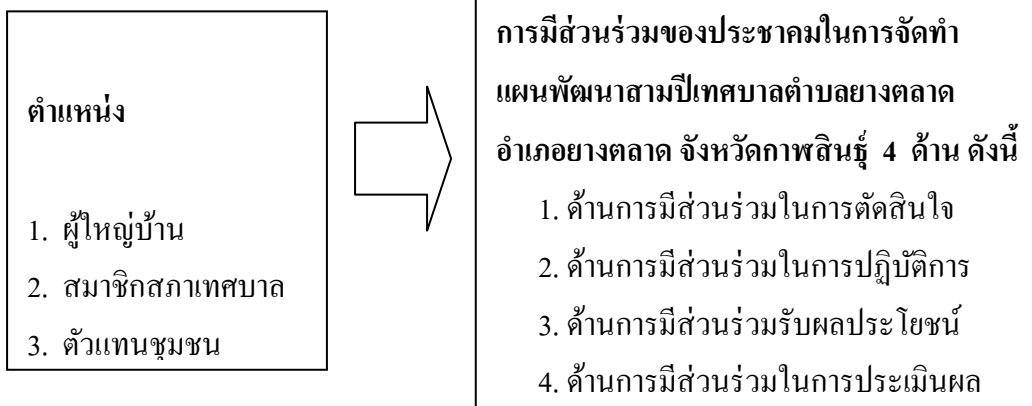 ตำแหน่ง
1. ผู้ใหญ่บ้าน
2. สมาชิกสภาเทศบาล
3. ตัวแทนชุมชน
การมีส่วนร่วมของประชาคมในการจัดทำ
แผนพัฒนาสามปีเทศบาลตำบลยางตลาด
อำเภอยางตลาด จังหวัดกาฬสินธุ์ 4 ด้าน ดังนี้
1. ด้านการมีส่วนร่วมในการตัดสินใจ
2. ด้านการมีส่วนร่วมในการปฏิบัติการ
3. ด้านการมีส่วนร่วมรับผลประโยชน์
4. ด้านการมีส่วนร่วมในการประเมินผล